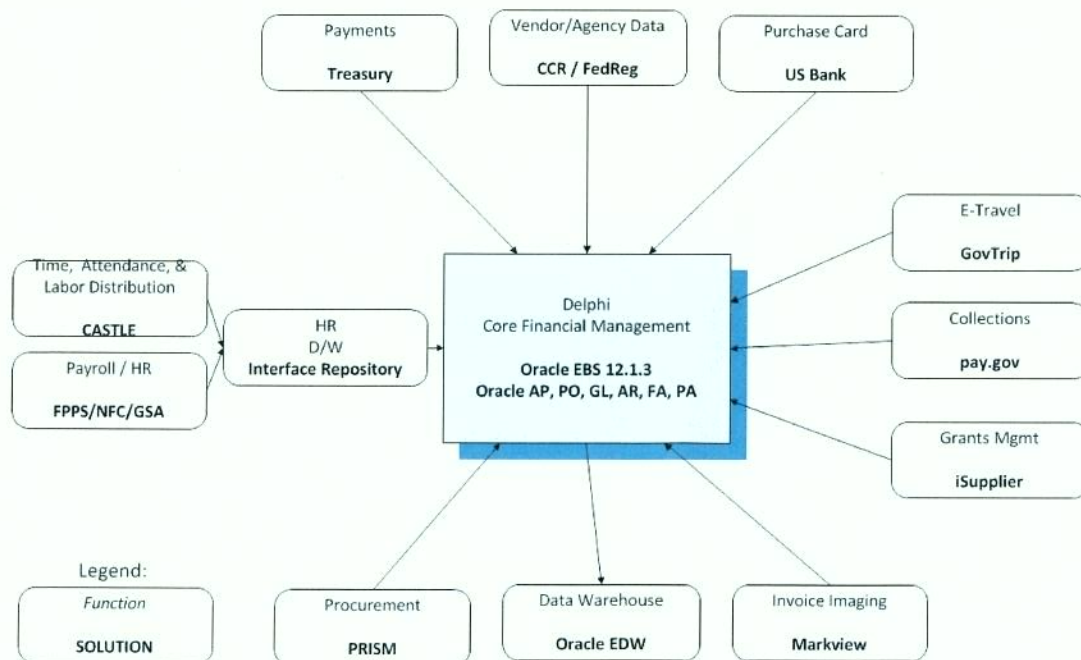 Payments
Treasury
Vendor/Agency Data
CCR / FedReg
Purchase Card
US Bank
E-Travel
GovTrip
Time, Attendance, &
Labor Distribution
CASTLE
Payroll / HR
FPPS/NFC/GSA
HR
D/W
Interface Repository
Delphi
Core Financial Management
Oracle EBS 12.1.3
Oracle AP, PO, GL, AR, FA, PA
Collections
pay.gov
Grants Mgmt
iSupplier
Legend:
Function
SOLUTION
Procurement
PRISM
Data Warehouse
Oracle EDW
Invoice Imaging
Markview